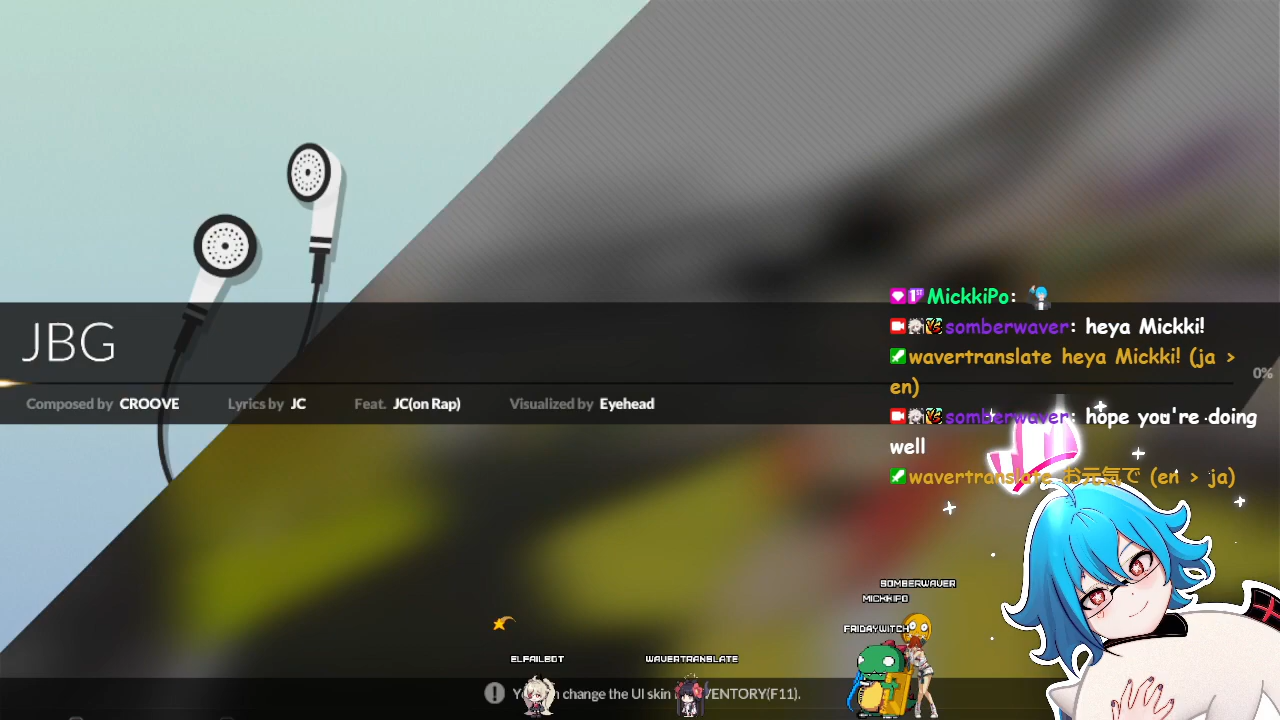 MickkiPo:
somberwaver: heya Mickki!
wavertranslate heya Mickki! (ja >
en)
somberwaver: hope you're doing
well
wavertranslate お元気で (en > ja)
JBG
0%
Composed by CROOVE Lyrics by JC Feat. JC(on Rap) Visualized by Eyehead
SOMBERWAVER
MICKKIPO
FRIDAYWITCH
ELFAILBOT WAVERTRANSLATE
change the UI skin VENTORY(F11).